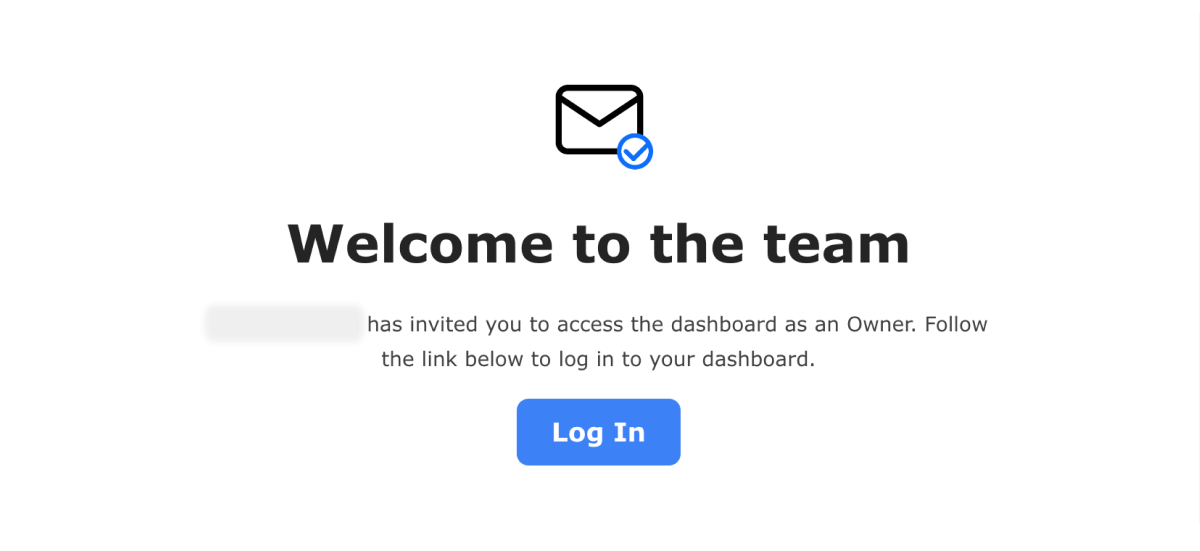 Welcome to the team
has invited you to access the dashboard as an Owner. Follow
the link below to log in to your dashboard.
Log In